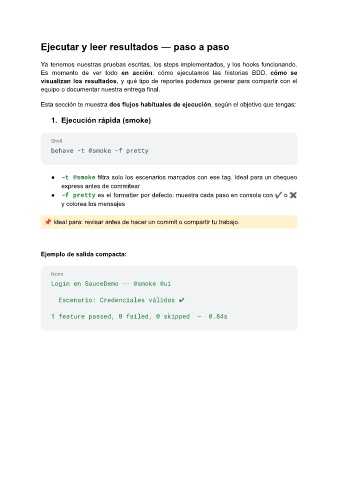 Ejecutar y leer resultados — paso a paso
Ya tenemos nuestras pruebas escritas, los steps implementados, y los hooks funcionando.
Es momento de ver todo en acción: cómo ejecutamos las historias BDD, cómo se
visualizan los resultados, y qué tipo de reportes podemos generar para compartir con el
equipo o documentar nuestra entrega final.
Esta sección te muestra dos flujos habituales de ejecución, según el objetivo que tengas:
1. Ejecución rápida (smoke)
Shell
behave -t @smoke -f pretty
● -t @smoke filtra solo los escenarios marcados con ese tag. Ideal para un chequeo
express antes de commitear
● -f pretty es el formatter por defecto: muestra cada paso en consola con ✔️ o ✖️
y colorea los mensajes
📌 Ideal para: revisar antes de hacer un commit o compartir tu trabajo.
Ejemplo de salida compacta:
None
Login en SauceDemo -- @smoke @ui
Escenario: Credenciales válidas ✔
1 feature passed, 0 failed, 0 skipped – 0.84s